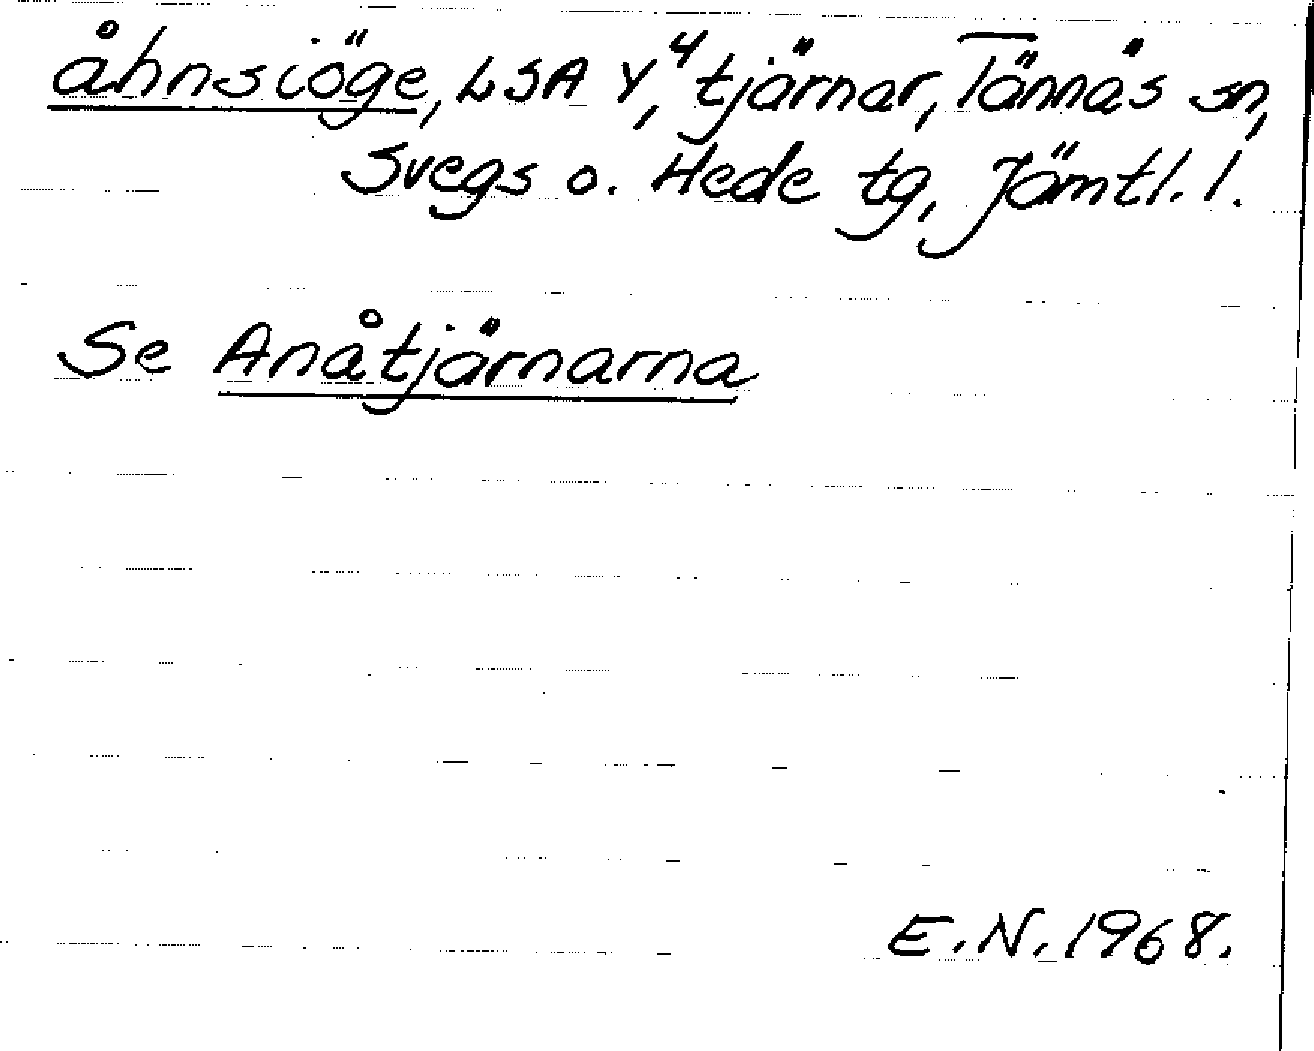 åhnsiöge, LSA Y, 4 tjärnar, Tännäs sn,
Svegs o. Hede tg, Jämtl. l.
Se Anåtjärnarna
E.N. 1968.